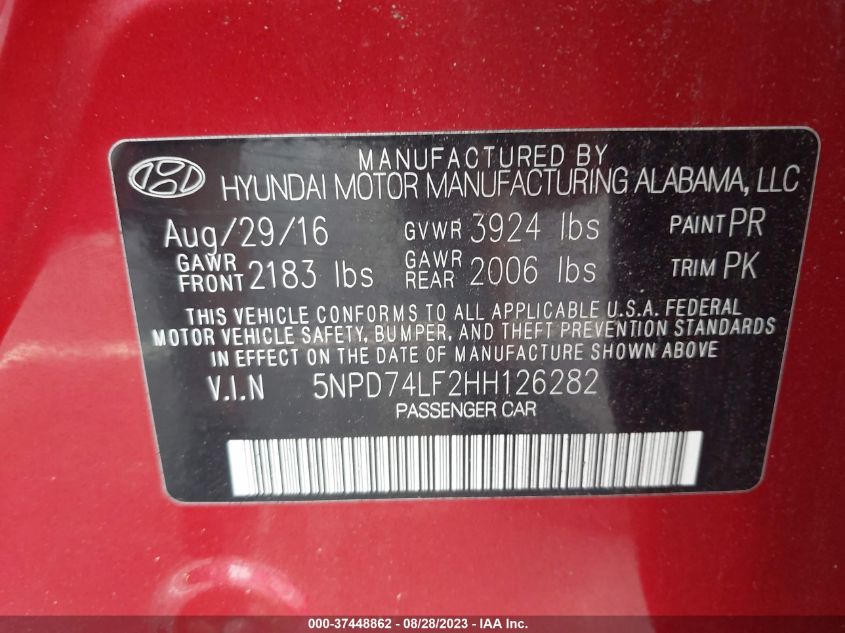 MANUFACTURED BY
HYUNDAI MOTOR MANUFACTURING ALABAMA, LLC
Aug/29/16 GVWR 3924 lbs PAINT PR
GAWR FRONT 2183 lbs GAWR REAR 2006 lbs TRIM PK
THIS VEHICLE CONFORMS TO ALL APPLICABLE U.S.A. FEDERAL
MOTOR VEHICLE SAFETY, BUMPER, AND THEFT PREVENTION STANDARDS
IN EFFECT ON THE DATE OF MANUFACTURE SHOWN ABOVE
V.I.N 5NPD74LF2HH126282
PASSENGER CAR
000-37448862 - 08/28/2023 - IAA Inc.